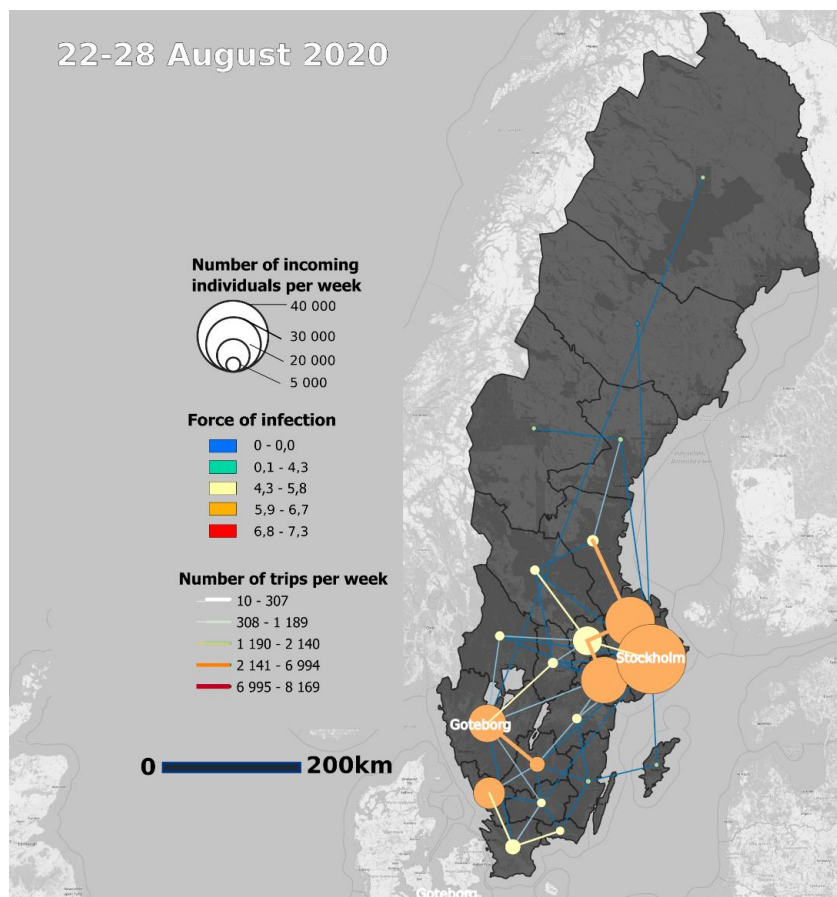 22-28 August 2020
Number of incoming
individuals per week
40 000
30 000
20 000
5 000
Force of infection
0 - 0,0
0,1 - 4,3
4,3 - 5,8
5,9 - 6,7
6,8 - 7,3
Number of trips per week
10 - 307
308 - 1 189
1 190 - 2 140
2 141 - 6 994
6 995 - 8 169
Stockholm
Goteborg
0 200km
Goteborg